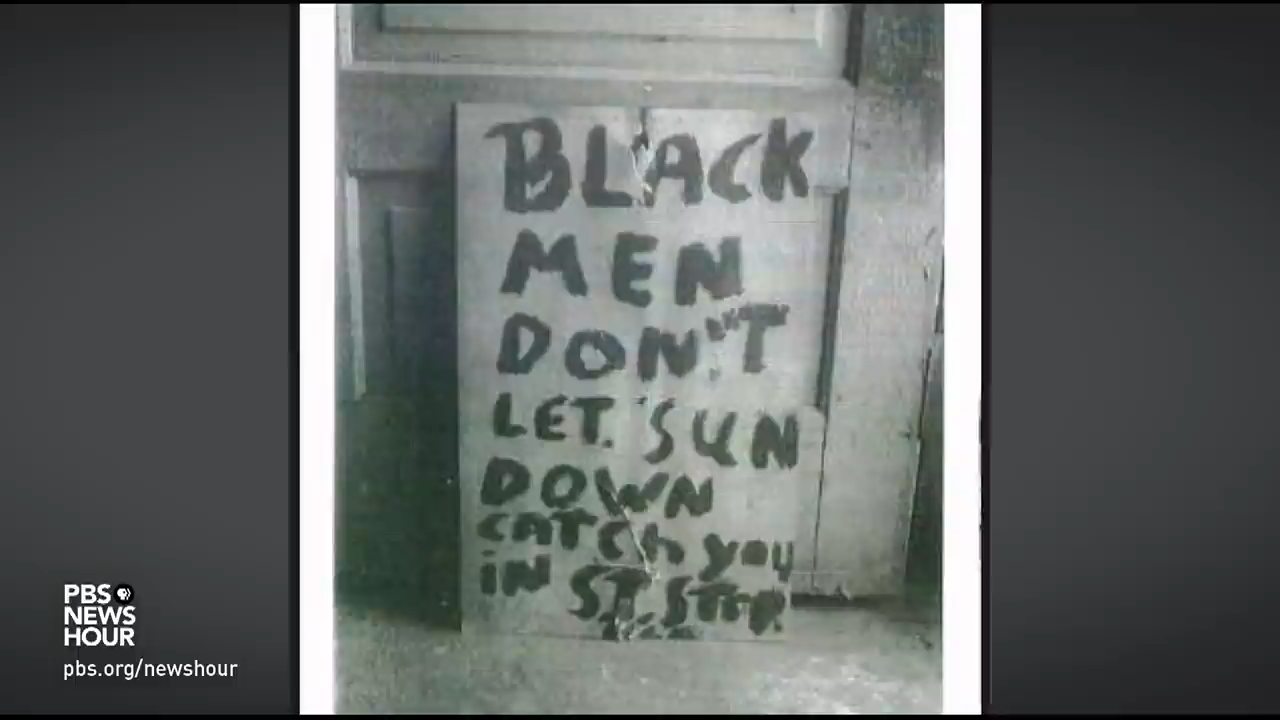 BLACK
MEN
DON'T
LET. SUN
DOWN
CATCh you
iN ST.
PBS
NEWS
HOUR
pbs.org/newshour